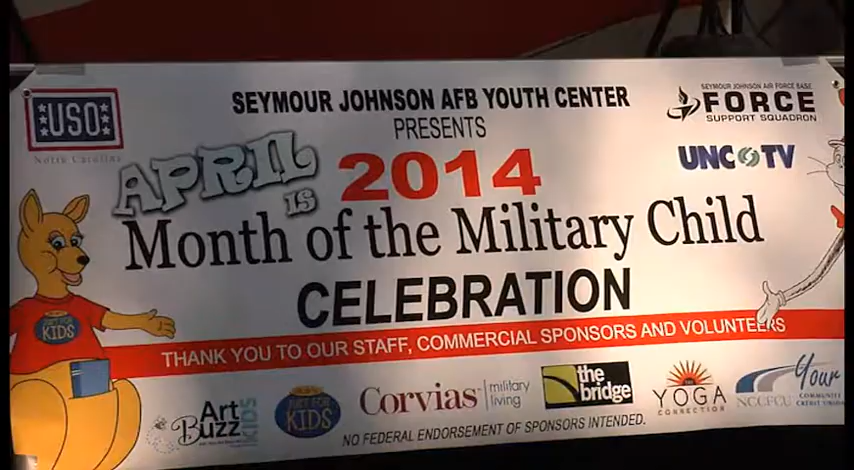 SEYMOUR JOHNSON AFB YOUTH CENTER
PRESENTS
USO
North Carolina
SEYMOUR JOHNSON AIR FORCE BASE
FORCE
SUPPORT SQUADRON
UNC TV
APRIL
IS
2014
Month of the Military Child
CELEBRATION
KIDS
THANK YOU TO OUR STAFF, COMMERCIAL SPONSORS AND VOLUNTEERS
Art
Buzz
KIDS
KIDS
Corvias military
living
the
bridge
YOGA
CONNECTION
NCCFCU
Your
COMMUNITY
CREDIT UNION
NO FEDERAL ENDORSEMENT OF SPONSORS INTENDED.